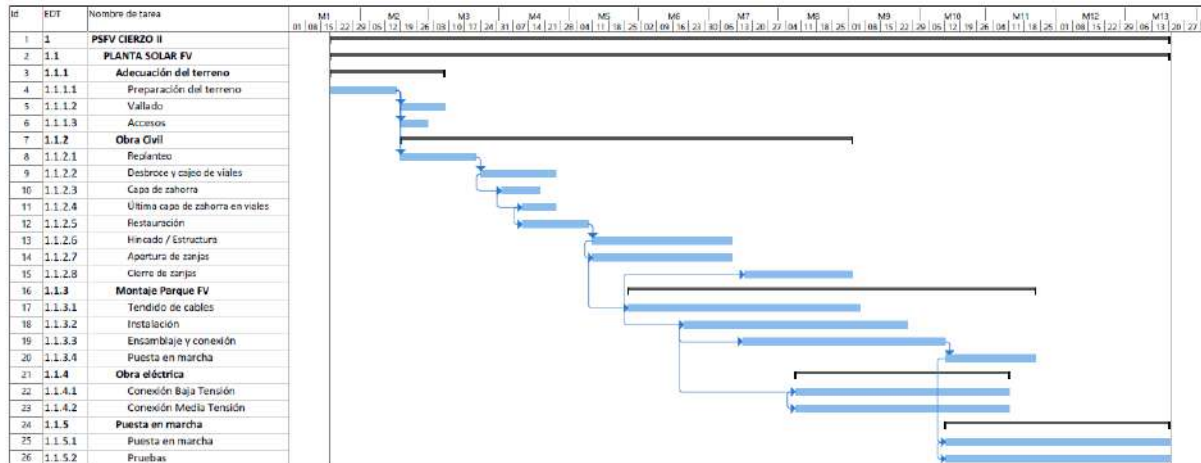 Id EDT Nombre de tarea M1 M2 M3 M4 M5 M6 M7 M8 M9 M10 M11 M12 M13
01 08 15 22 29 05 12 19 26 03 10 17 24 31 07 14 21 28 04 11 18 25 02 09 16 23 30 06 13 20 27 04 11 18 25 01 08 15 22 29 05 12 19 26 04 11 18 25 01 08 15 22 29 06 13 20 27
1 1 PSFV CIERZO II
2 1.1 PLANTA SOLAR FV
3 1.1.1 Adecuación del terreno
4 1.1.1.1 Preparación del terreno
5 1.1.1.2 Vallado
6 1.1.1.3 Accesos
7 1.1.2 Obra Civil
8 1.1.2.1 Replanteo
9 1.1.2.2 Desbroce y cajeo de viales
10 1.1.2.3 Capa de zahorra
11 1.1.2.4 Última capa de zahorra en viales
12 1.1.2.5 Restauración
13 1.1.2.6 Hincado / Estructura
14 1.1.2.7 Apertura de zanjas
15 1.1.2.8 Cierre de zanjas
16 1.1.3 Montaje Parque FV
17 1.1.3.1 Tendido de cables
18 1.1.3.2 Instalación
19 1.1.3.3 Ensamblaje y conexión
20 1.1.3.4 Puesta en marcha
21 1.1.4 Obra eléctrica
22 1.1.4.1 Conexión Baja Tensión
23 1.1.4.2 Conexión Media Tensión
24 1.1.5 Puesta en marcha
25 1.1.5.1 Puesta en marcha
26 1.1.5.2 Pruebas